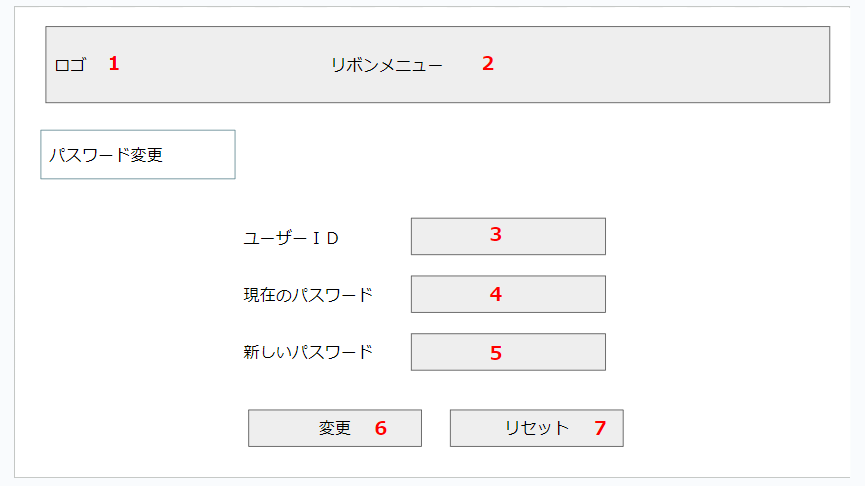 ロゴ 1 リボンメニュー 2
パスワード変更
ユーザーＩＤ 3
現在のパスワード 4
新しいパスワード 5
変更 6 リセット 7